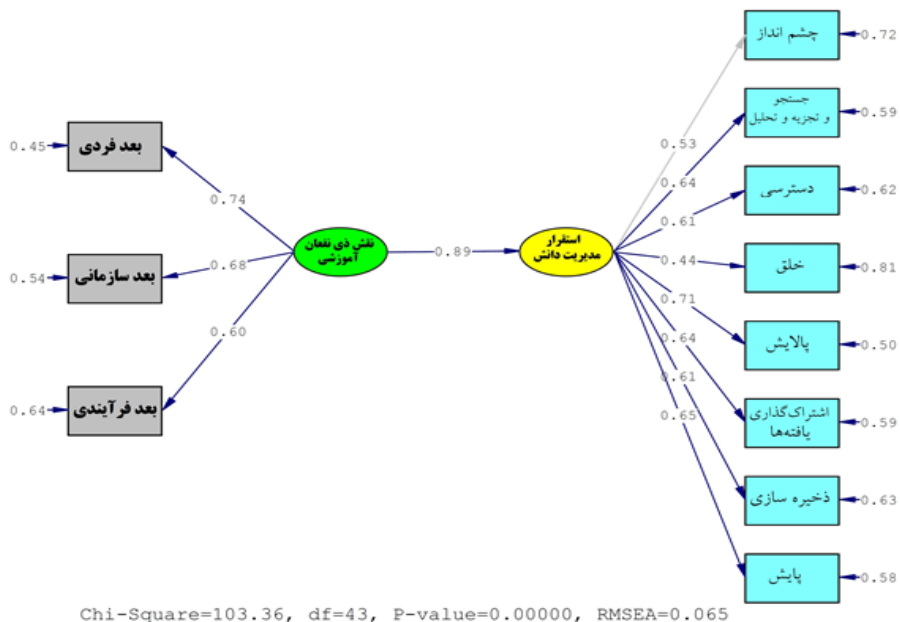 چشم انداز
0.72
جستجو
و تجزیه و تحلیل
0.59
0.53
0.45
بعد فردی
0.64
دسترسی
0.62
0.74
0.61
نقش ذی نفعان
آموزشی
0.89
استقرار
مدیریت دانش
0.54
بعد سازمانی
0.68
0.44
خلق
0.81
0.71
0.60
0.64
پالایش
0.50
0.61
0.64
بعد فرآیندی
0.65
اشتراک‌گذاری
یافته‌ها
0.59
ذخیره سازی
0.63
پایش
0.58
Chi-Square=103.36, df=43, P-value=0.00000, RMSEA=0.065